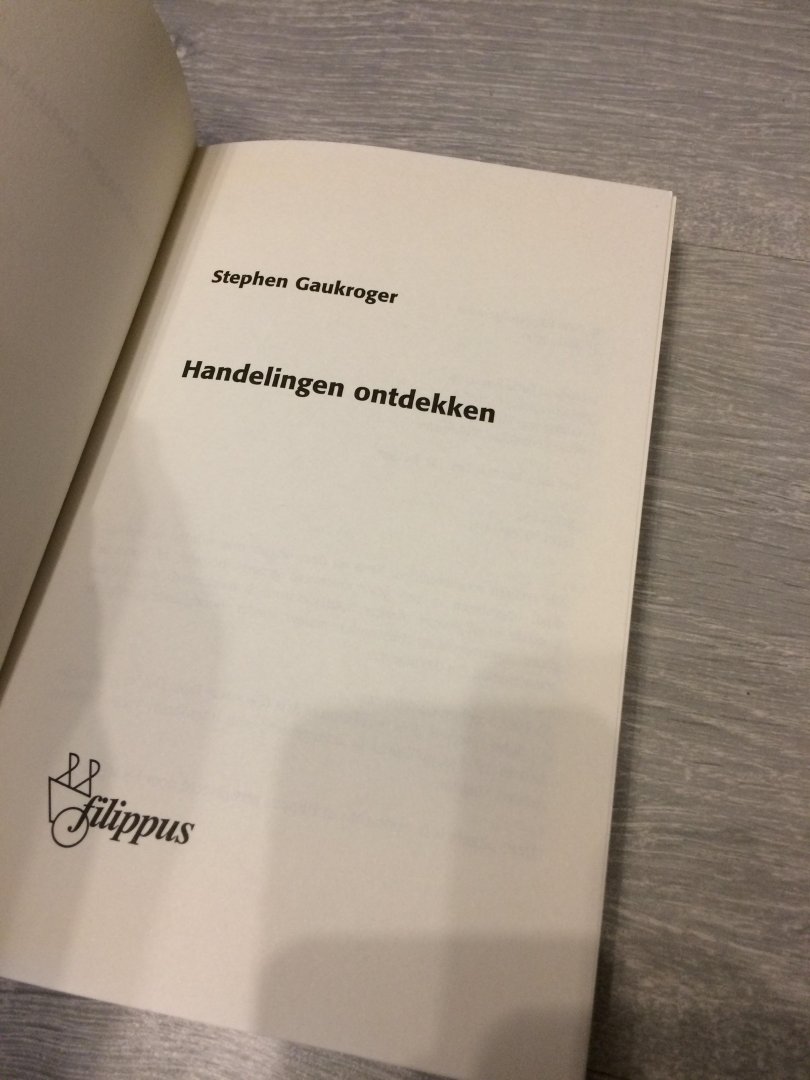 Stephen Gaukroger
Handelingen ontdekken
filippus